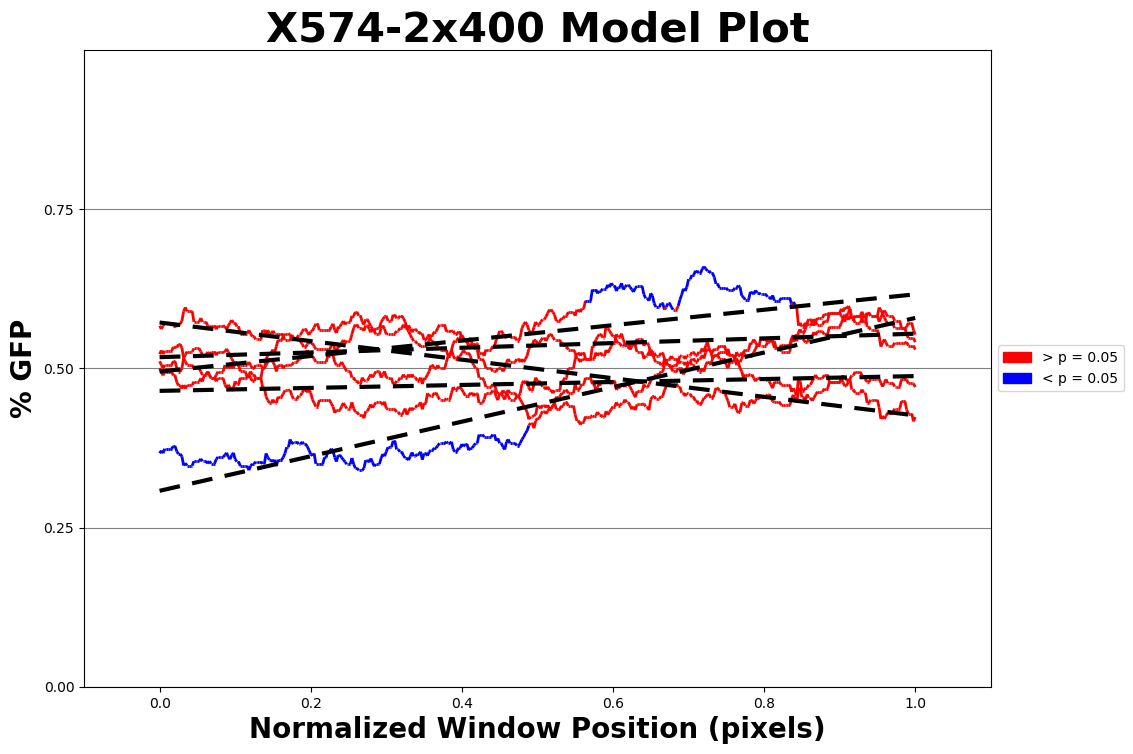 X574-2x400 Model Plot
% GFP
0.75
0.50
0.25
0.00
0.0 0.2 0.4 0.6 0.8 1.0
Normalized Window Position (pixels)
> p = 0.05
< p = 0.05